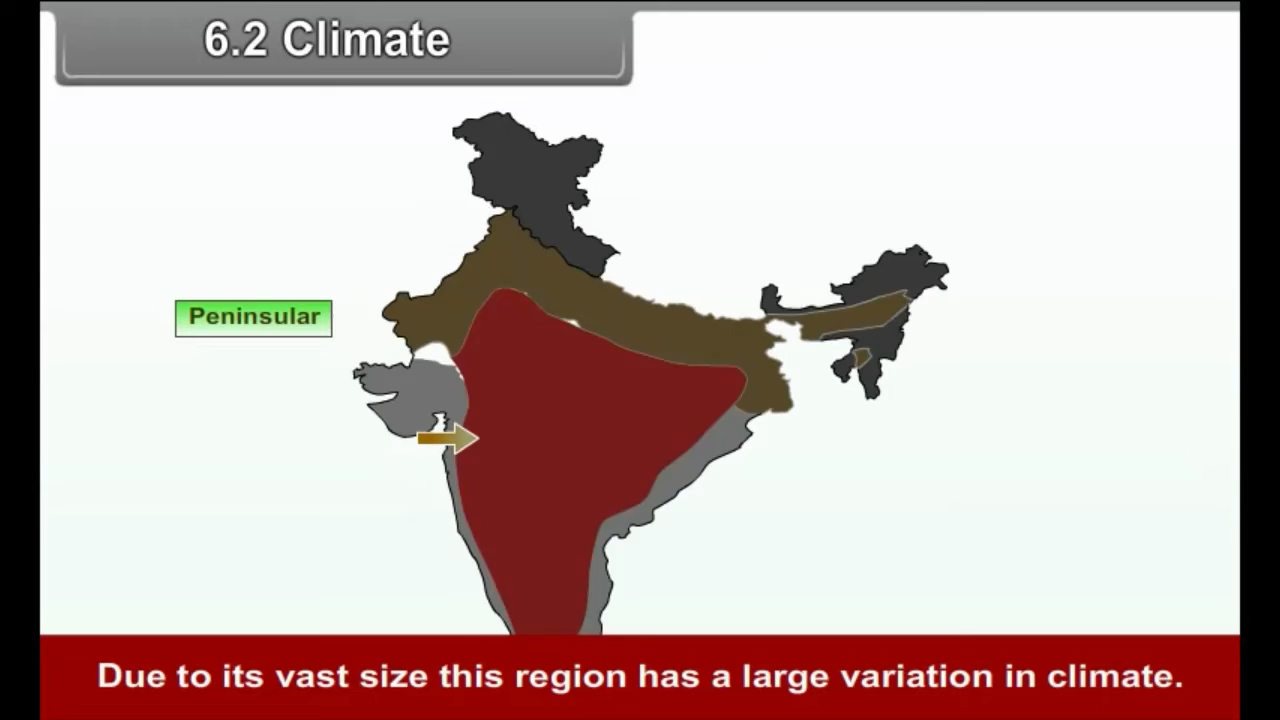 6.2 Climate
Peninsular
Due to its vast size this region has a large variation in climate.